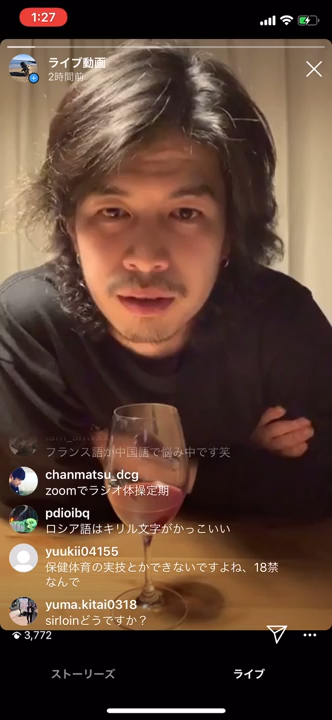 1:27
ライブ動画
2時間前
フランス語が中国語で悩み中です笑
chanmatsu_dcg
zoomでラジオ体操定期
pdioibq
ロシア語はキリル文字がかっこいい
yuukii04155
保健体育の実技とかできないですよね、18禁
なんで
yuma.kitai0318
sirloinどうですか？
3,772
ストーリーズ
ライブ